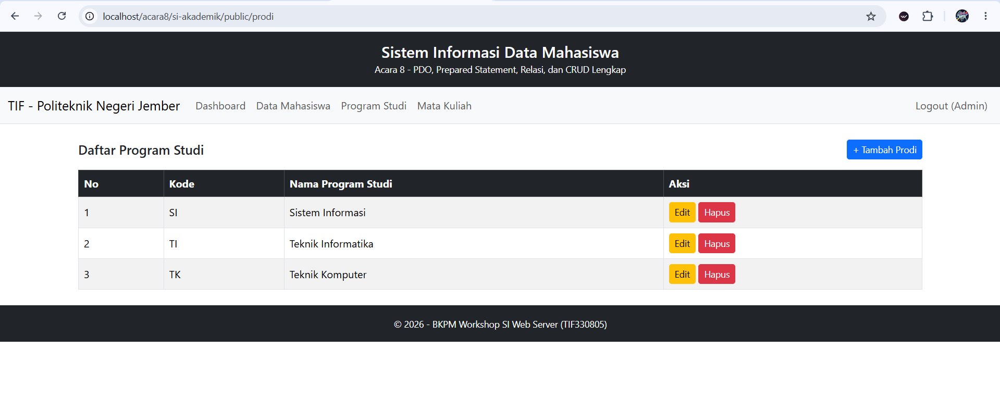 localhost/acara8/si-akademik/public/prodi
Sistem Informasi Data Mahasiswa
Acara 8 - PDO, Prepared Statement, Relasi, dan CRUD Lengkap
TIF - Politeknik Negeri Jember Dashboard Data Mahasiswa Program Studi Mata Kuliah Logout (Admin)
Daftar Program Studi + Tambah Prodi
No Kode Nama Program Studi Aksi
1 SI Sistem Informasi Edit Hapus
2 TI Teknik Informatika Edit Hapus
3 TK Teknik Komputer Edit Hapus
© 2026 - BKPM Workshop SI Web Server (TIF330805)